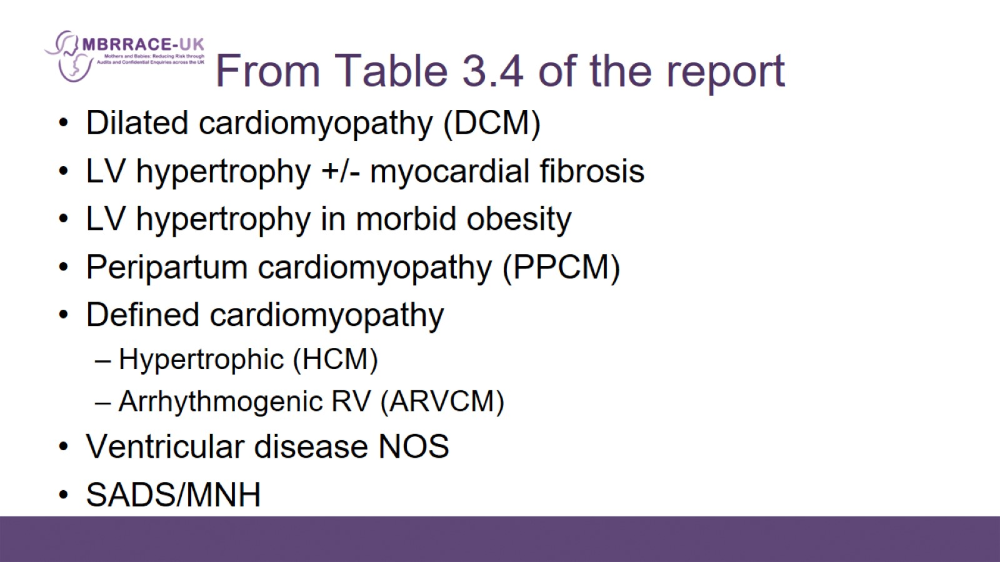 MBRRACE-UK
Mothers and Babies: Reducing Risk through
Audits and Confidential Enquiries across the UK
From Table 3.4 of the report
• Dilated cardiomyopathy (DCM)
• LV hypertrophy +/- myocardial fibrosis
• LV hypertrophy in morbid obesity
• Peripartum cardiomyopathy (PPCM)
• Defined cardiomyopathy
– Hypertrophic (HCM)
– Arrhythmogenic RV (ARVCM)
• Ventricular disease NOS
• SADS/MNH